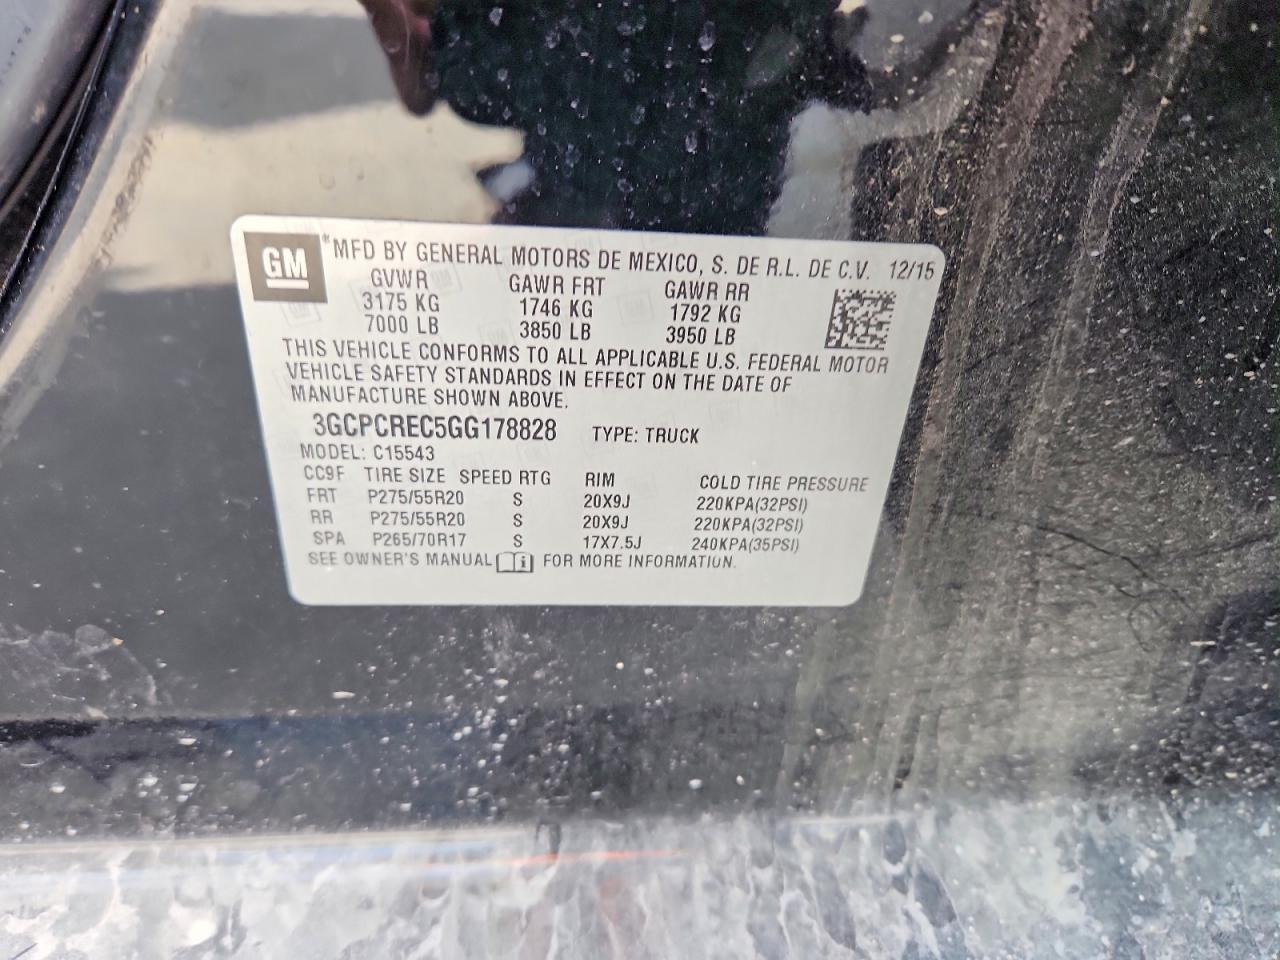 GM *MFD BY GENERAL MOTORS DE MEXICO, S. DE R.L. DE C.V. 12/15
GVWR GAWR FRT GAWR RR
3175 KG 1746 KG 1792 KG
7000 LB 3850 LB 3950 LB
THIS VEHICLE CONFORMS TO ALL APPLICABLE U.S. FEDERAL MOTOR
VEHICLE SAFETY STANDARDS IN EFFECT ON THE DATE OF
MANUFACTURE SHOWN ABOVE.
3GCPCREC5GG178828 TYPE: TRUCK
MODEL: C15543
CC9F TIRE SIZE SPEED RTG RIM COLD TIRE PRESSURE
FRT P275/55R20 S 20X9J 220KPA(32PSI)
RR P275/55R20 S 20X9J 220KPA(32PSI)
SPA P265/70R17 S 17X7.5J 240KPA(35PSI)
SEE OWNER'S MANUAL i FOR MORE INFORMATION.